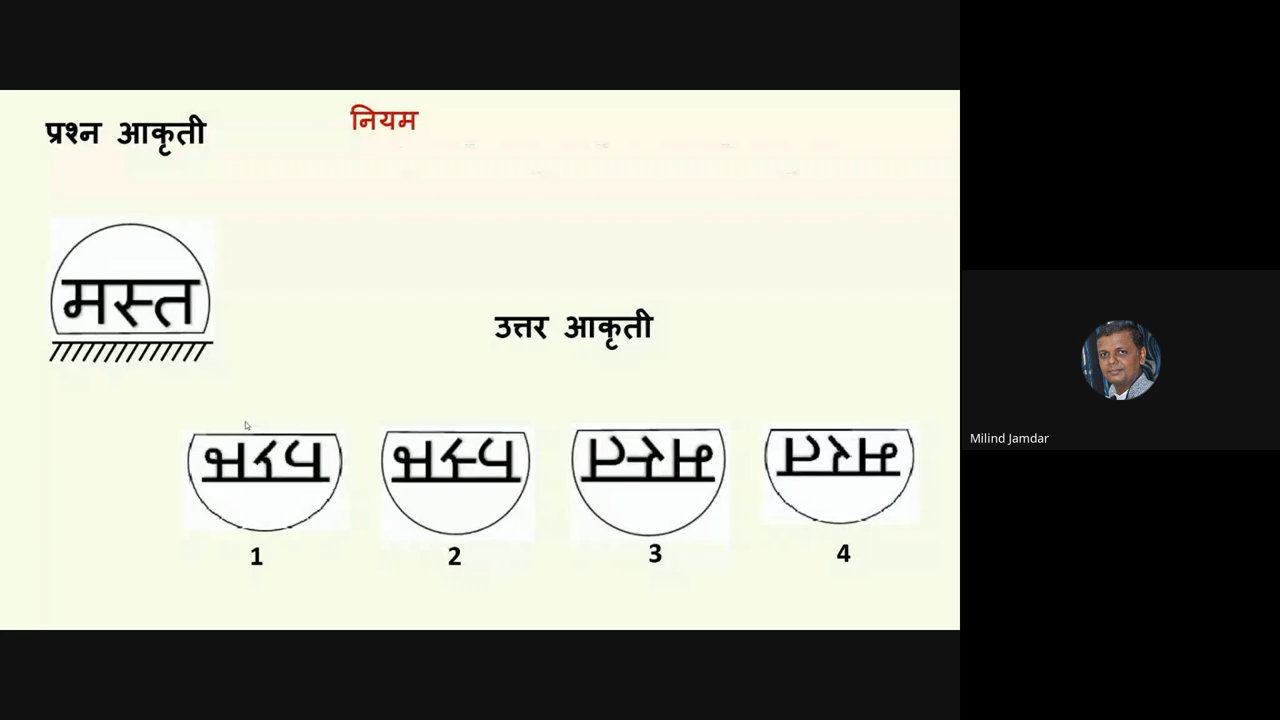 प्रश्न आकृती
नियम
मस्त
उत्तर आकृती
1 2 3 4
Milind Jamdar